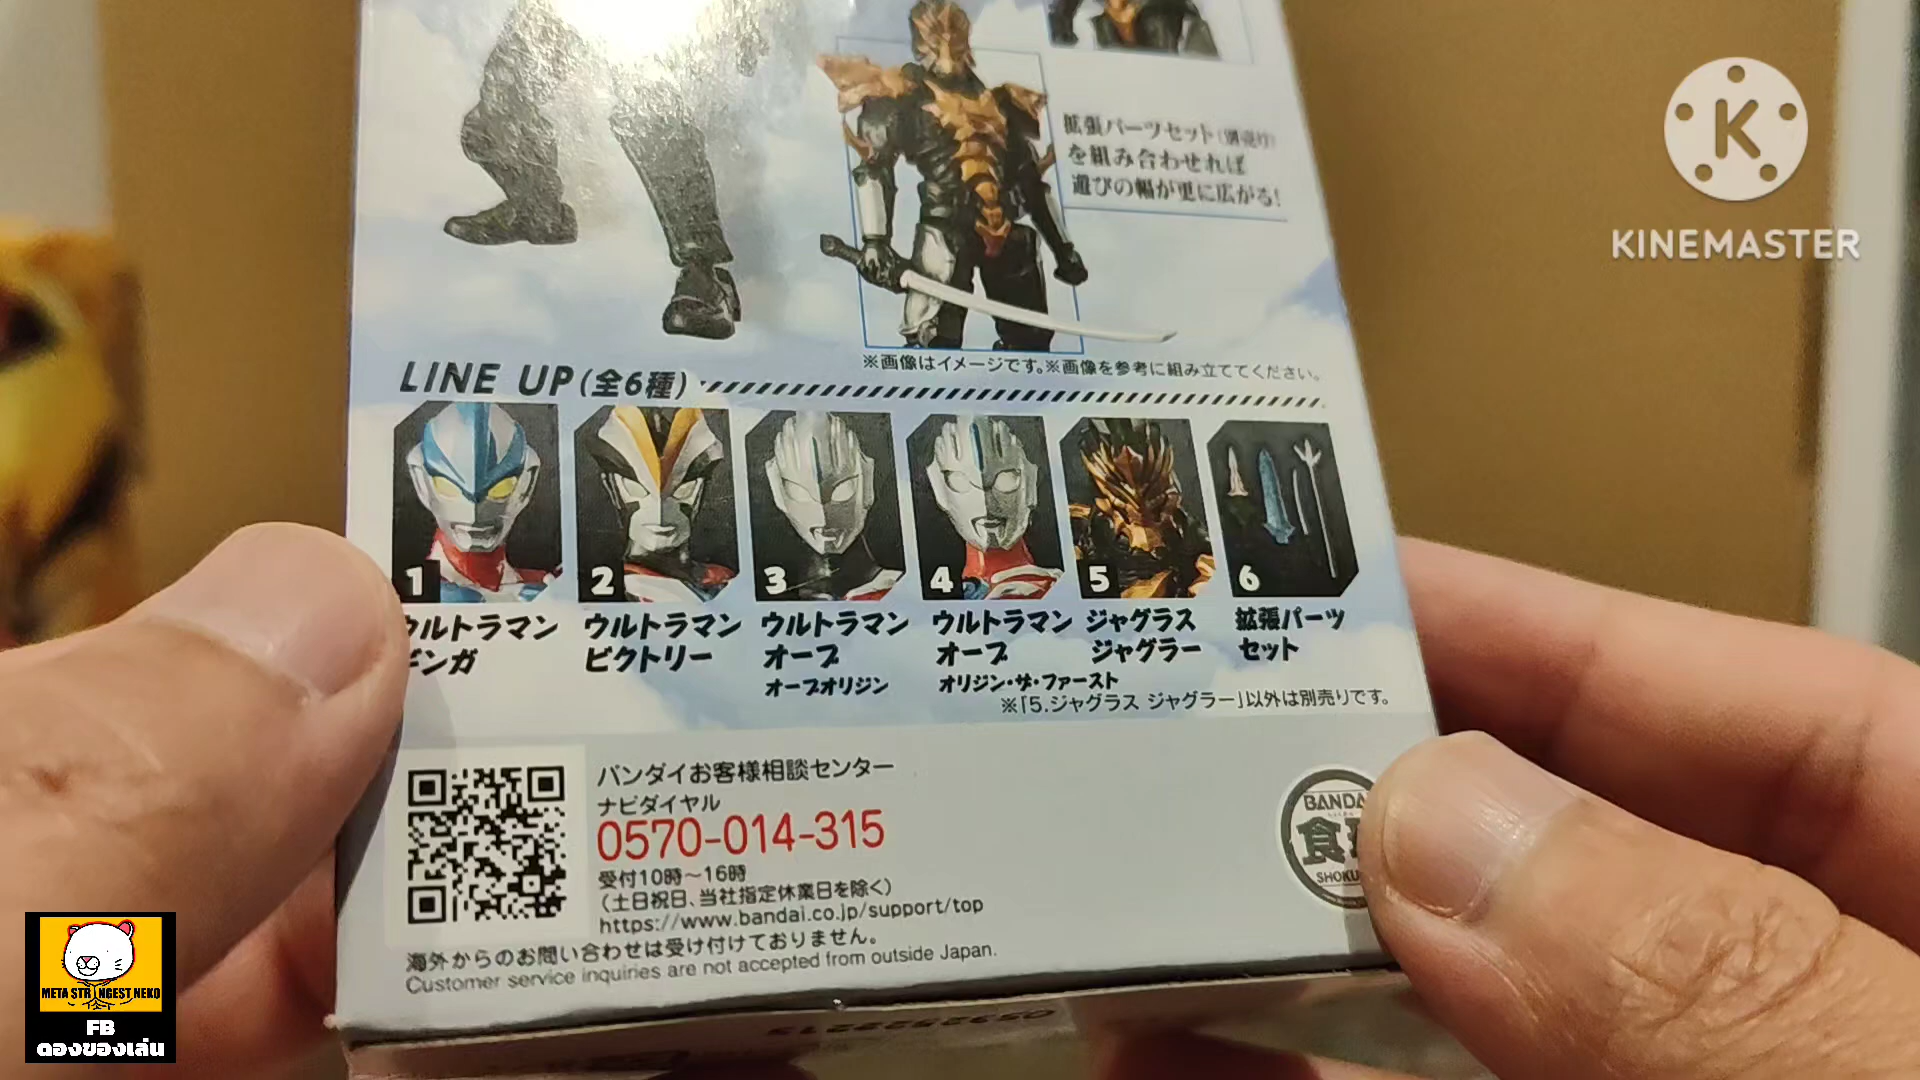 拡張パーツセット(別売り)
を組み合わせれば
遊びの幅が更に広がる!
KINEMASTER
※画像はイメージです。※画像を参考に組み立ててください。
LINE UP(全6種)
1
2
3
4
5
6
ウルトラマン
ギンガ
ウルトラマン
ビクトリー
ウルトラマン
オーブ
オーブオリジン
ウルトラマン
オーブ
オリジン・ザ・ファースト
ジャグラス
ジャグラー
拡張パーツ
セット
※「5.ジャグラス ジャグラー」以外は別売りです。
バンダイお客様相談センター
ナビダイヤル
0570-014-315
受付10時~16時
(土日祝日、当社指定休業日を除く)
https://www.bandai.co.jp/support/top
海外からのお問い合わせは受け付けておりません。
Customer service inquiries are not accepted from outside Japan.
BANDA
食
SHOKU
META STRANGEST NEKO
FB
ดองของเล่น